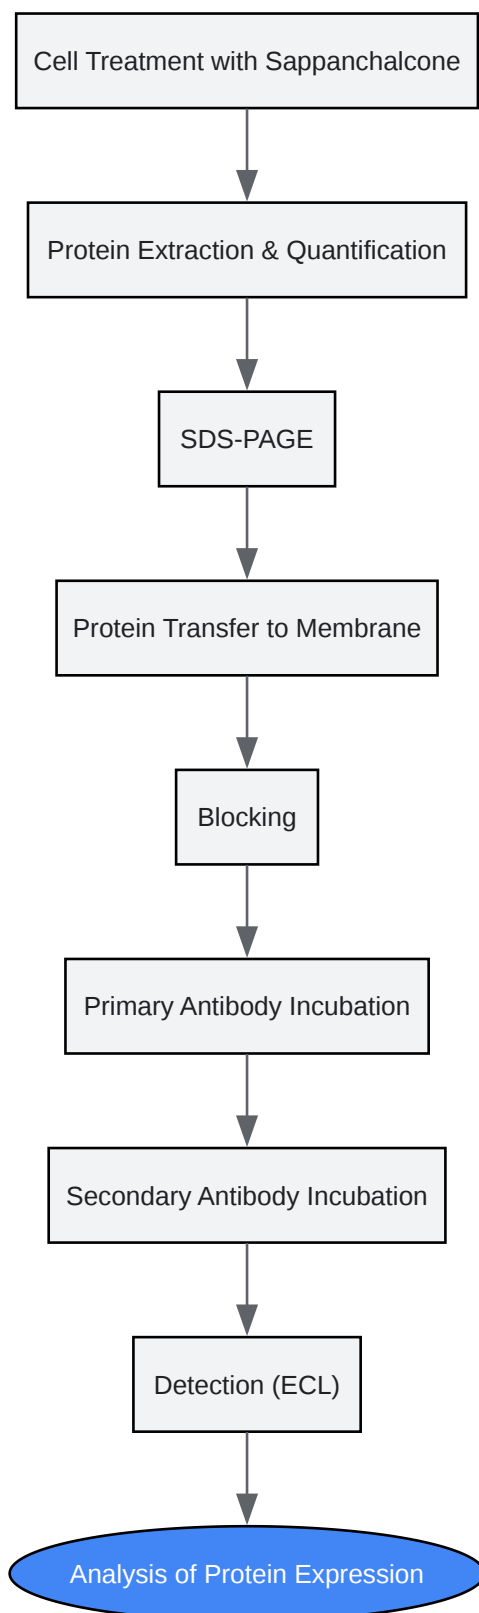 Cell Treatment with Sappanchalcone
Protein Extraction & Quantification
SDS-PAGE
Protein Transfer to Membrane
Blocking
Primary Antibody Incubation
Secondary Antibody Incubation
Detection (ECL)
Analysis of Protein Expression